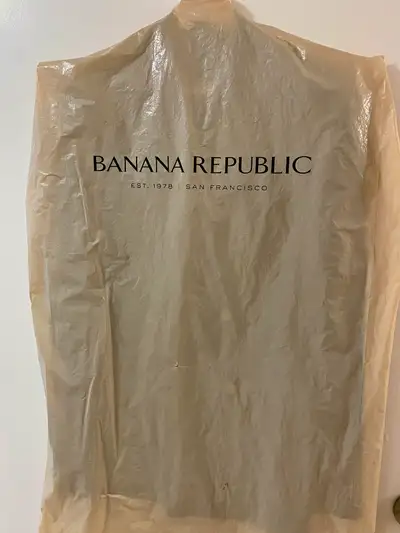 BANANA REPUBLIC
EST. 1978 | SAN FRANCISCO